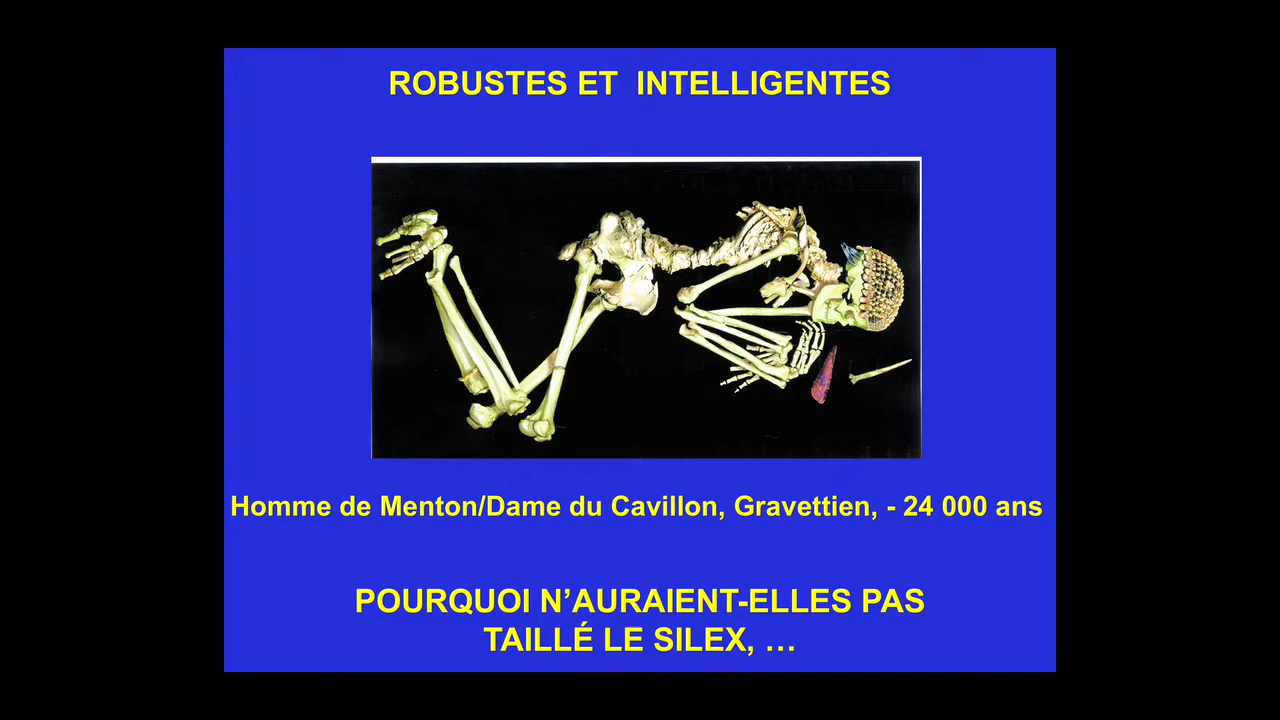 ROBUSTES ET  INTELLIGENTES
Homme de Menton/Dame du Cavillon, Gravettien, - 24 000 ans
POURQUOI N’AURAIENT-ELLES PAS
TAILLÉ LE SILEX, …